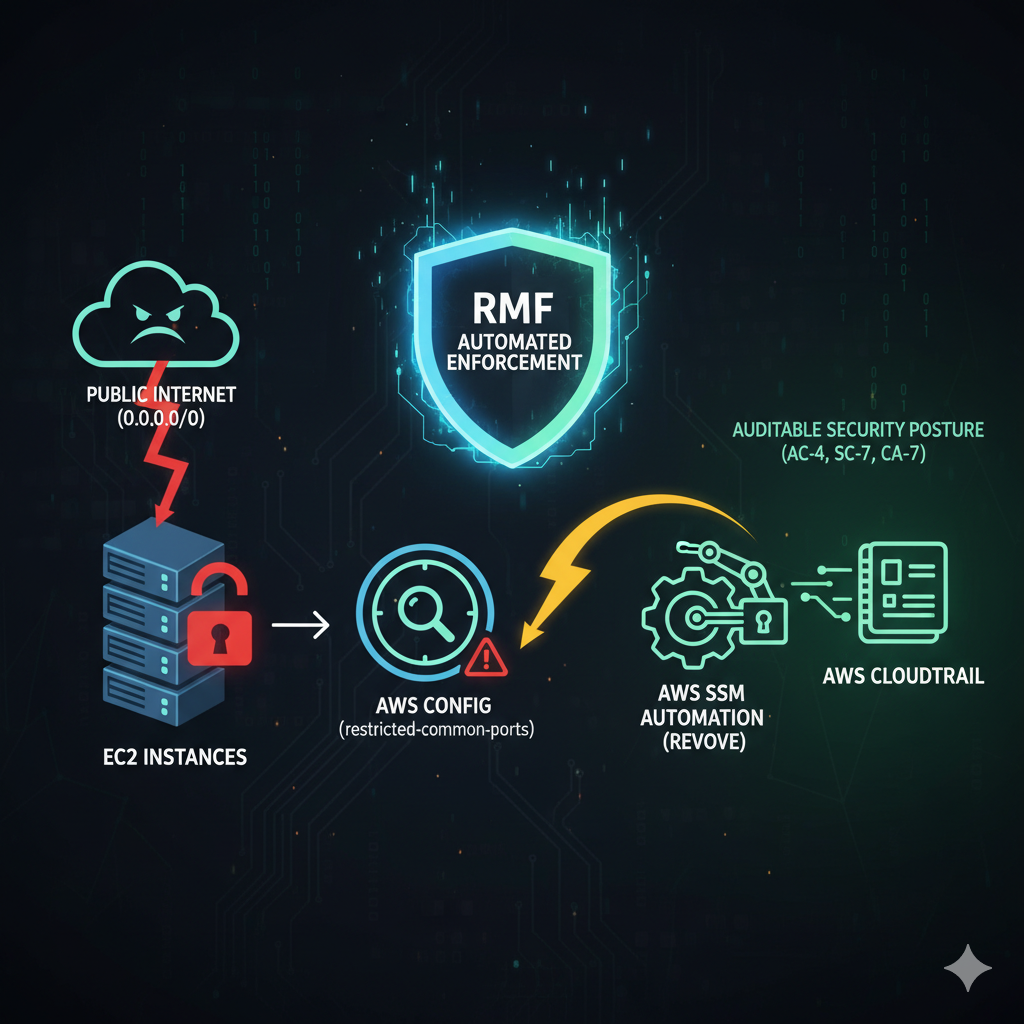 RMF
AUTOMATED
ENFORCEMENT
PUBLIC INTERNET
(0.0.0.0/0)
AUDITABLE SECURITY POSTURE
(AC-4, SC-7, CA-7)
EC2 INSTANCES
AWS CONFIG
(restricted-common-ports)
AWS SSM
AUTOMATION
(REVOVE)
AWS CLOUDTRAIL